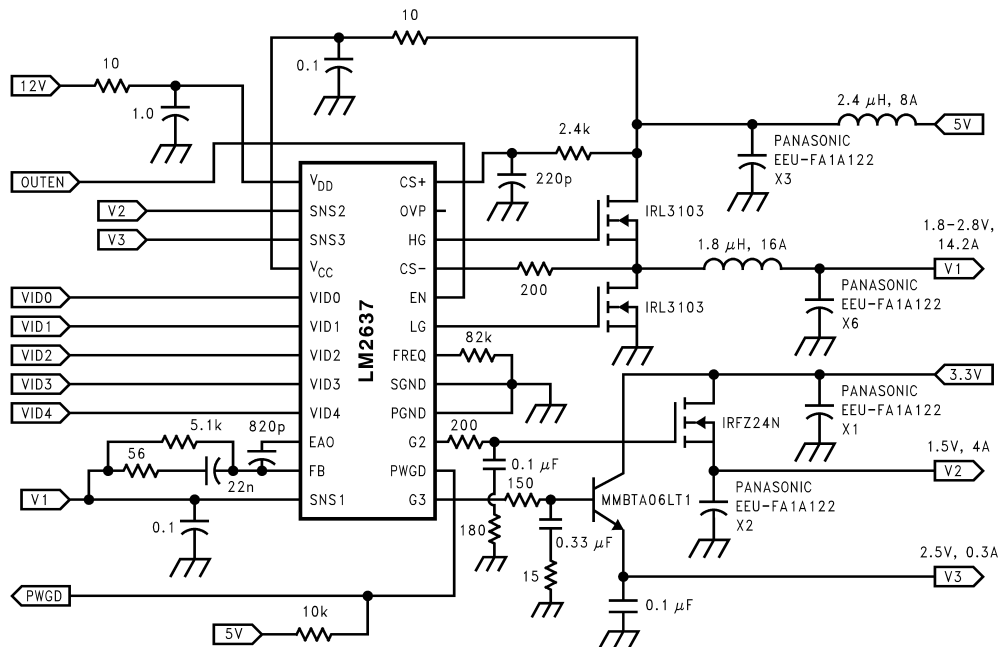 10
0.1
10
12V
1.0
2.4 μH, 8A
5V
PANASONIC
EEU-FA1A122
X3
2.4k
220p
OUTEN
V2
V3
VID0
VID1
VID2
VID3
VID4
LM2637
VDD
SNS2
SNS3
VCC
VID0
VID1
VID2
VID3
VID4
EAO
FB
SNS1
CS+
OVP
HG
CS-
EN
LG
FREQ
SGND
PGND
G2
PWGD
G3
IRL3103
1.8-2.8V,
14.2A
1.8 μH, 16A
V1
200
PANASONIC
EEU-FA1A122
X6
IRL3103
82k
3.3V
PANASONIC
EEU-FA1A122
X1
IRFZ24N
200
5.1k
820p
56
22n
V1
0.1
0.1 μF
150
180
0.33 μF
15
MMBTA06LT1
1.5V, 4A
V2
PANASONIC
EEU-FA1A122
X2
2.5V, 0.3A
V3
0.1 μF
PWGD
10k
5V